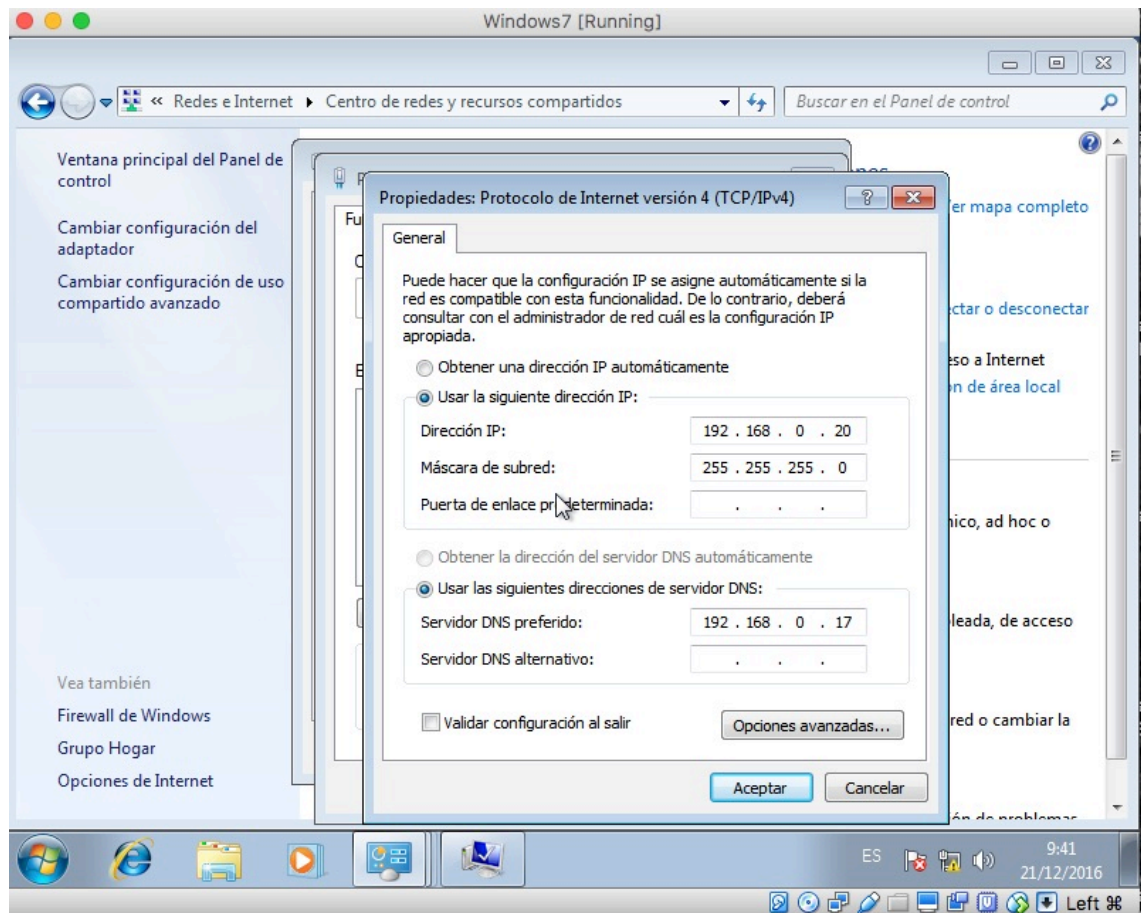 Windows7 [Running]
« Redes e Internet ▸ Centro de redes y recursos compartidos
Buscar en el Panel de control
Ventana principal del Panel de
control
Cambiar configuración del
adaptador
Cambiar configuración de uso
compartido avanzado
Vea también
Firewall de Windows
Grupo Hogar
Opciones de Internet
Propiedades: Protocolo de Internet versión 4 (TCP/IPv4)
General
Puede hacer que la configuración IP se asigne automáticamente si la
red es compatible con esta funcionalidad. De lo contrario, deberá
consultar con el administrador de red cuál es la configuración IP
apropiada.
Obtener una dirección IP automáticamente
Usar la siguiente dirección IP:
Dirección IP: 192 . 168 . 0 . 20
Máscara de subred: 255 . 255 . 255 . 0
Puerta de enlace predeterminada: . . .
Obtener la dirección del servidor DNS automáticamente
Usar las siguientes direcciones de servidor DNS:
Servidor DNS preferido: 192 . 168 . 0 . 17
Servidor DNS alternativo: . . .
Validar configuración al salir
Opciones avanzadas...
Aceptar
Cancelar
er mapa completo
ctar o desconectar
eso a Internet
n de área local
nico, ad hoc o
leada, de acceso
red o cambiar la
ES
9:41
21/12/2016
Left ⌘